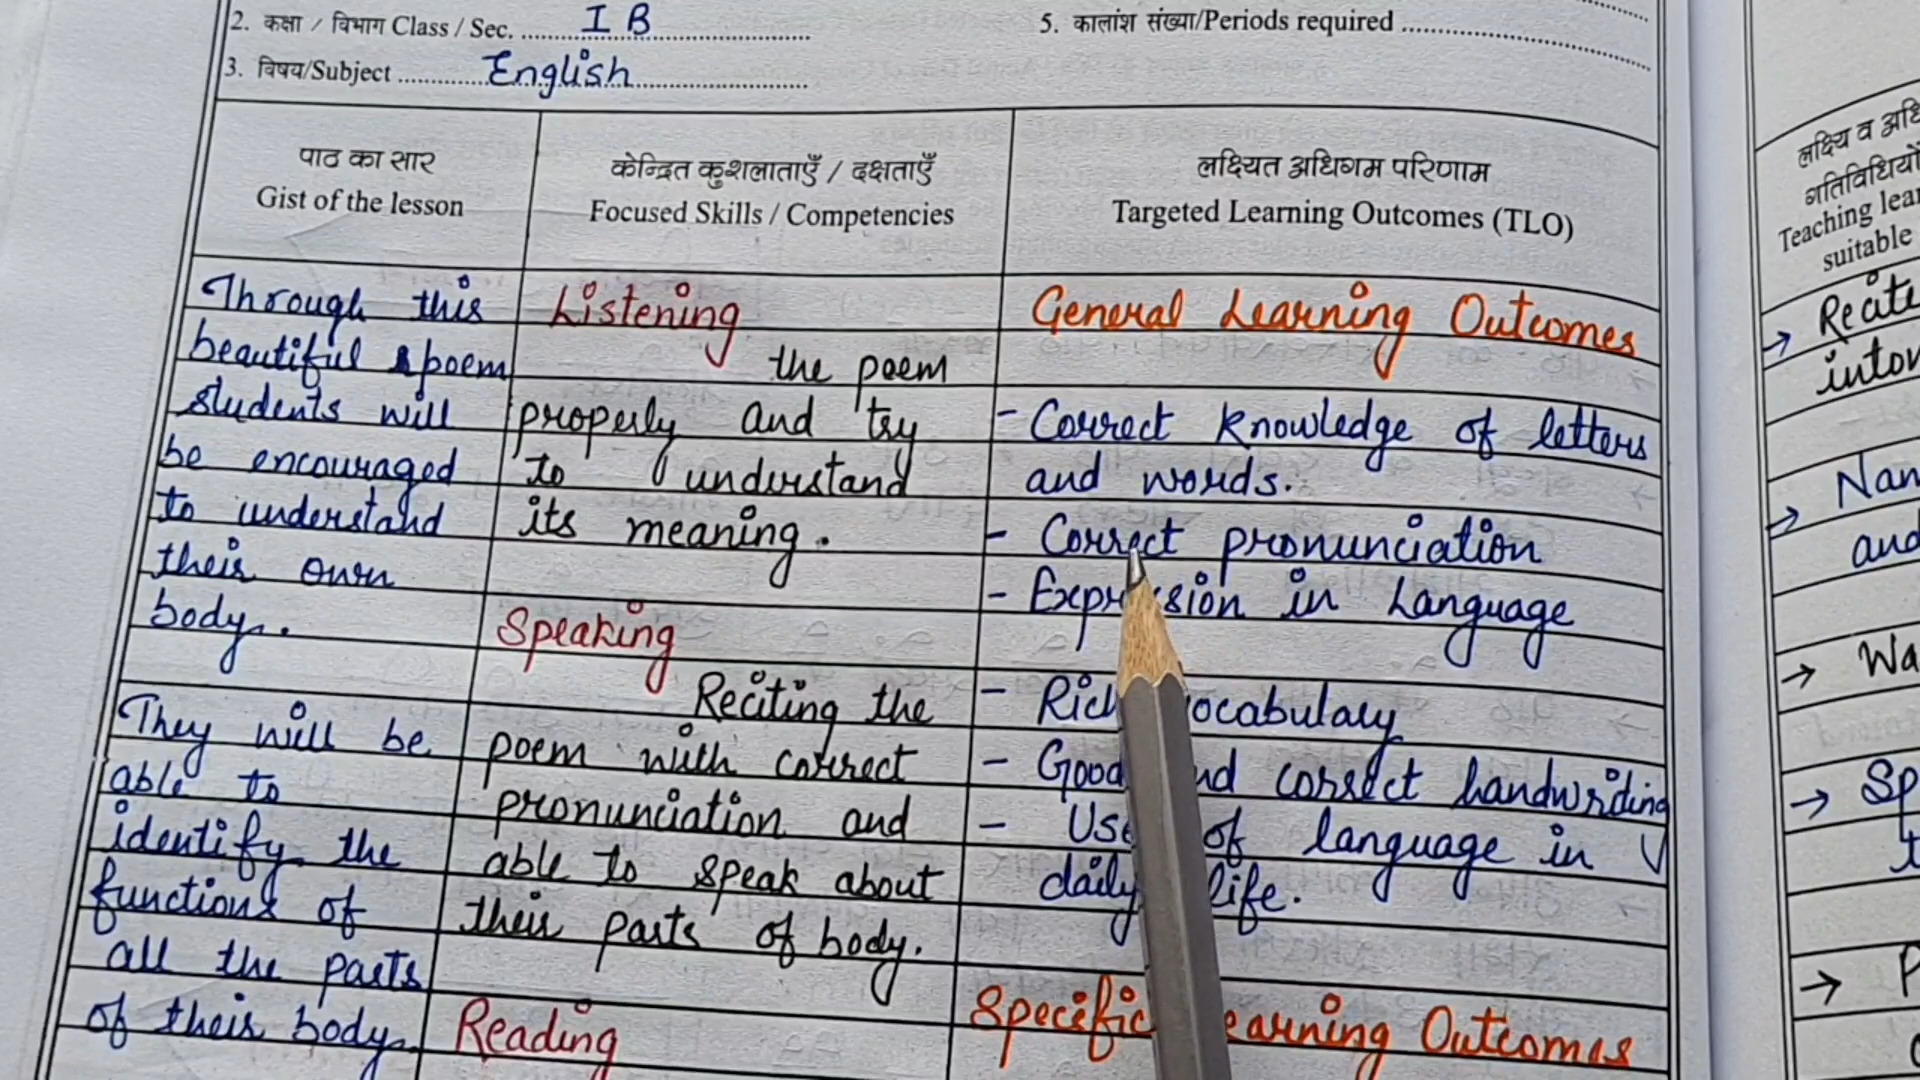 2. कक्षा / विभाग Class / Sec. I B
5. कालांश संख्या/Periods required
3. विषय/Subject English
पाठ का सार
Gist of the lesson
केन्द्रित कुशलताएँ / दक्षताएँ
Focused Skills / Competencies
लक्ष्यित अधिगम परिणाम
Targeted Learning Outcomes (TLO)
Through this
beautiful poem
students will
be encouraged
to understand
their own
body.
They will be
able to
identify the
functions of
all the parts
of their body.
Listening
the poem
properly and try
to understand
its meaning.
Speaking
Reciting the
poem with correct
pronunciation and
able to speak about
their parts of body.
Reading
General Learning Outcomes
- Correct knowledge of letters
and words.
- Correct pronunciation
- Expression in Language
- Rich vocabulary
- Good and correct handwriting
- Use of language in
daily life.
Specific Learning Outcomes
लक्ष्यि व
Teaching
suitable
→ Recite
→
and
→
→
→